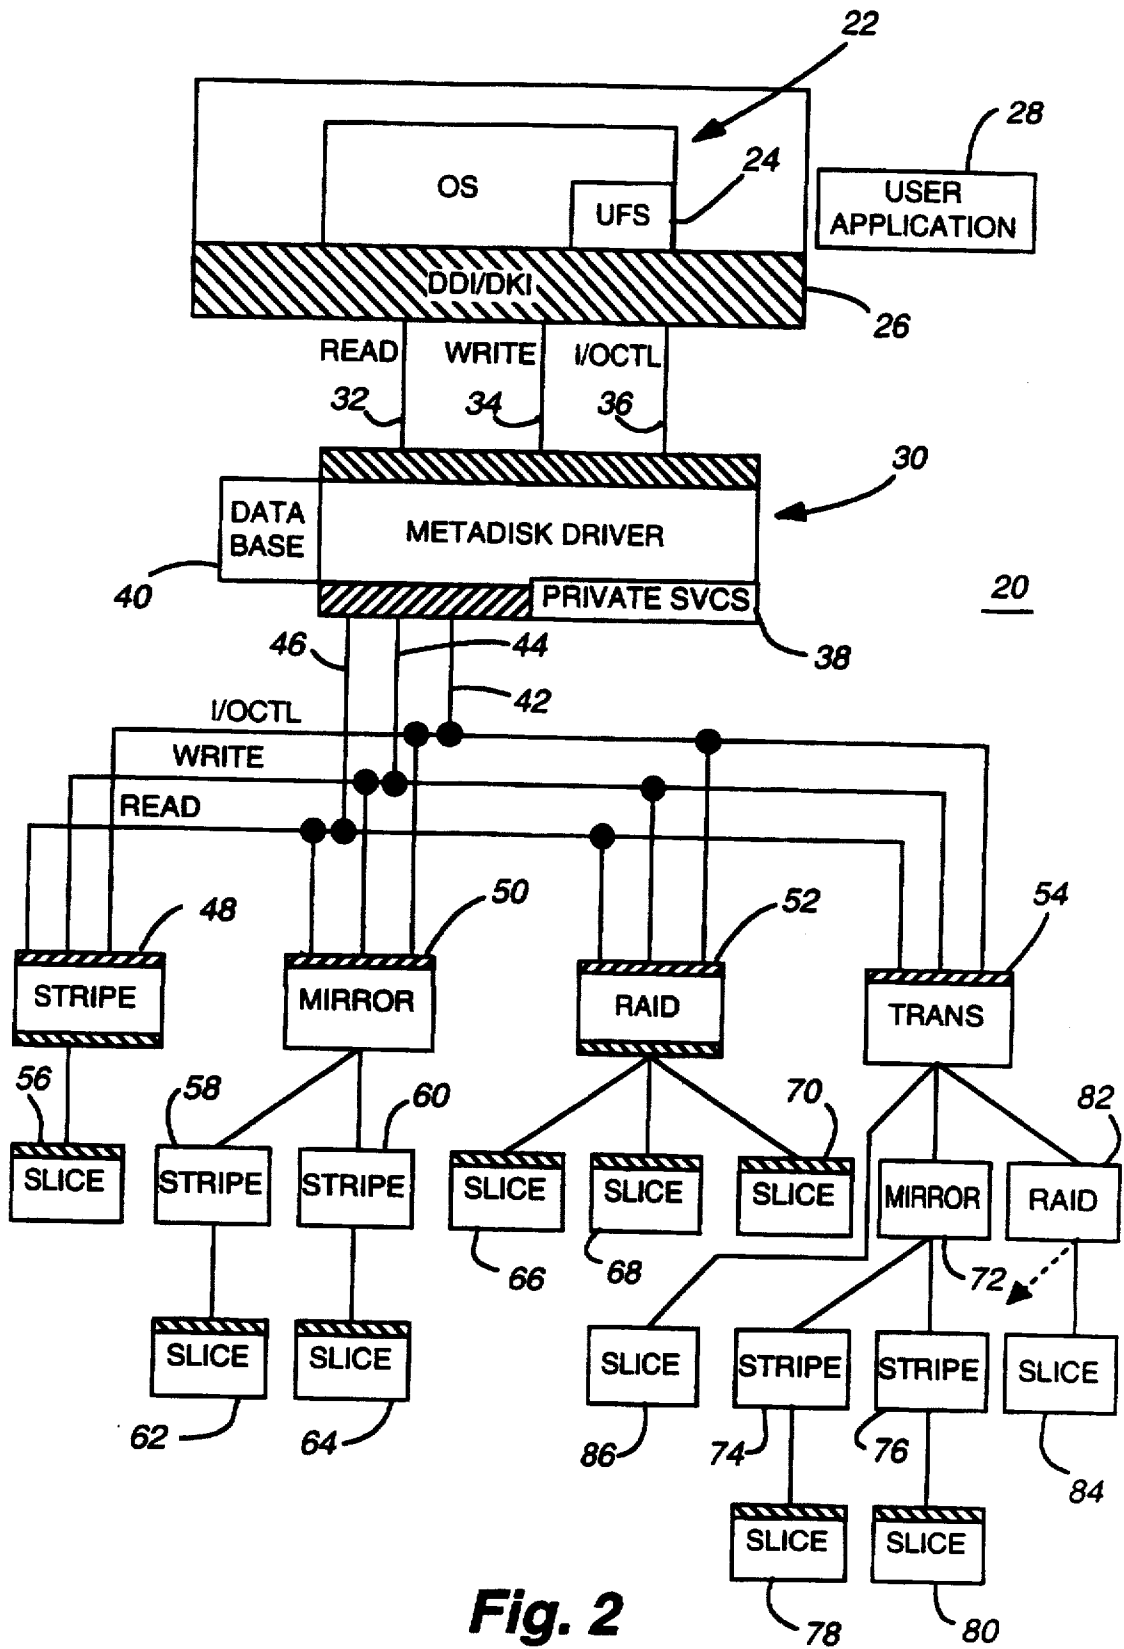 22
28
24
OS
UFS
USER
APPLICATION
DDI/DKI
26
READ
WRITE
I/OCTL
32
34
36
30
DATA
BASE
METADISK DRIVER
40
PRIVATE SVCS
20
38
46
44
42
I/OCTL
WRITE
READ
48
50
52
54
STRIPE
MIRROR
RAID
TRANS
56
58
60
70
82
SLICE
STRIPE
STRIPE
SLICE
SLICE
SLICE
MIRROR
RAID
66
68
72
SLICE
SLICE
SLICE
STRIPE
STRIPE
SLICE
62
64
86
74
76
84
SLICE
SLICE
78
80
Fig. 2